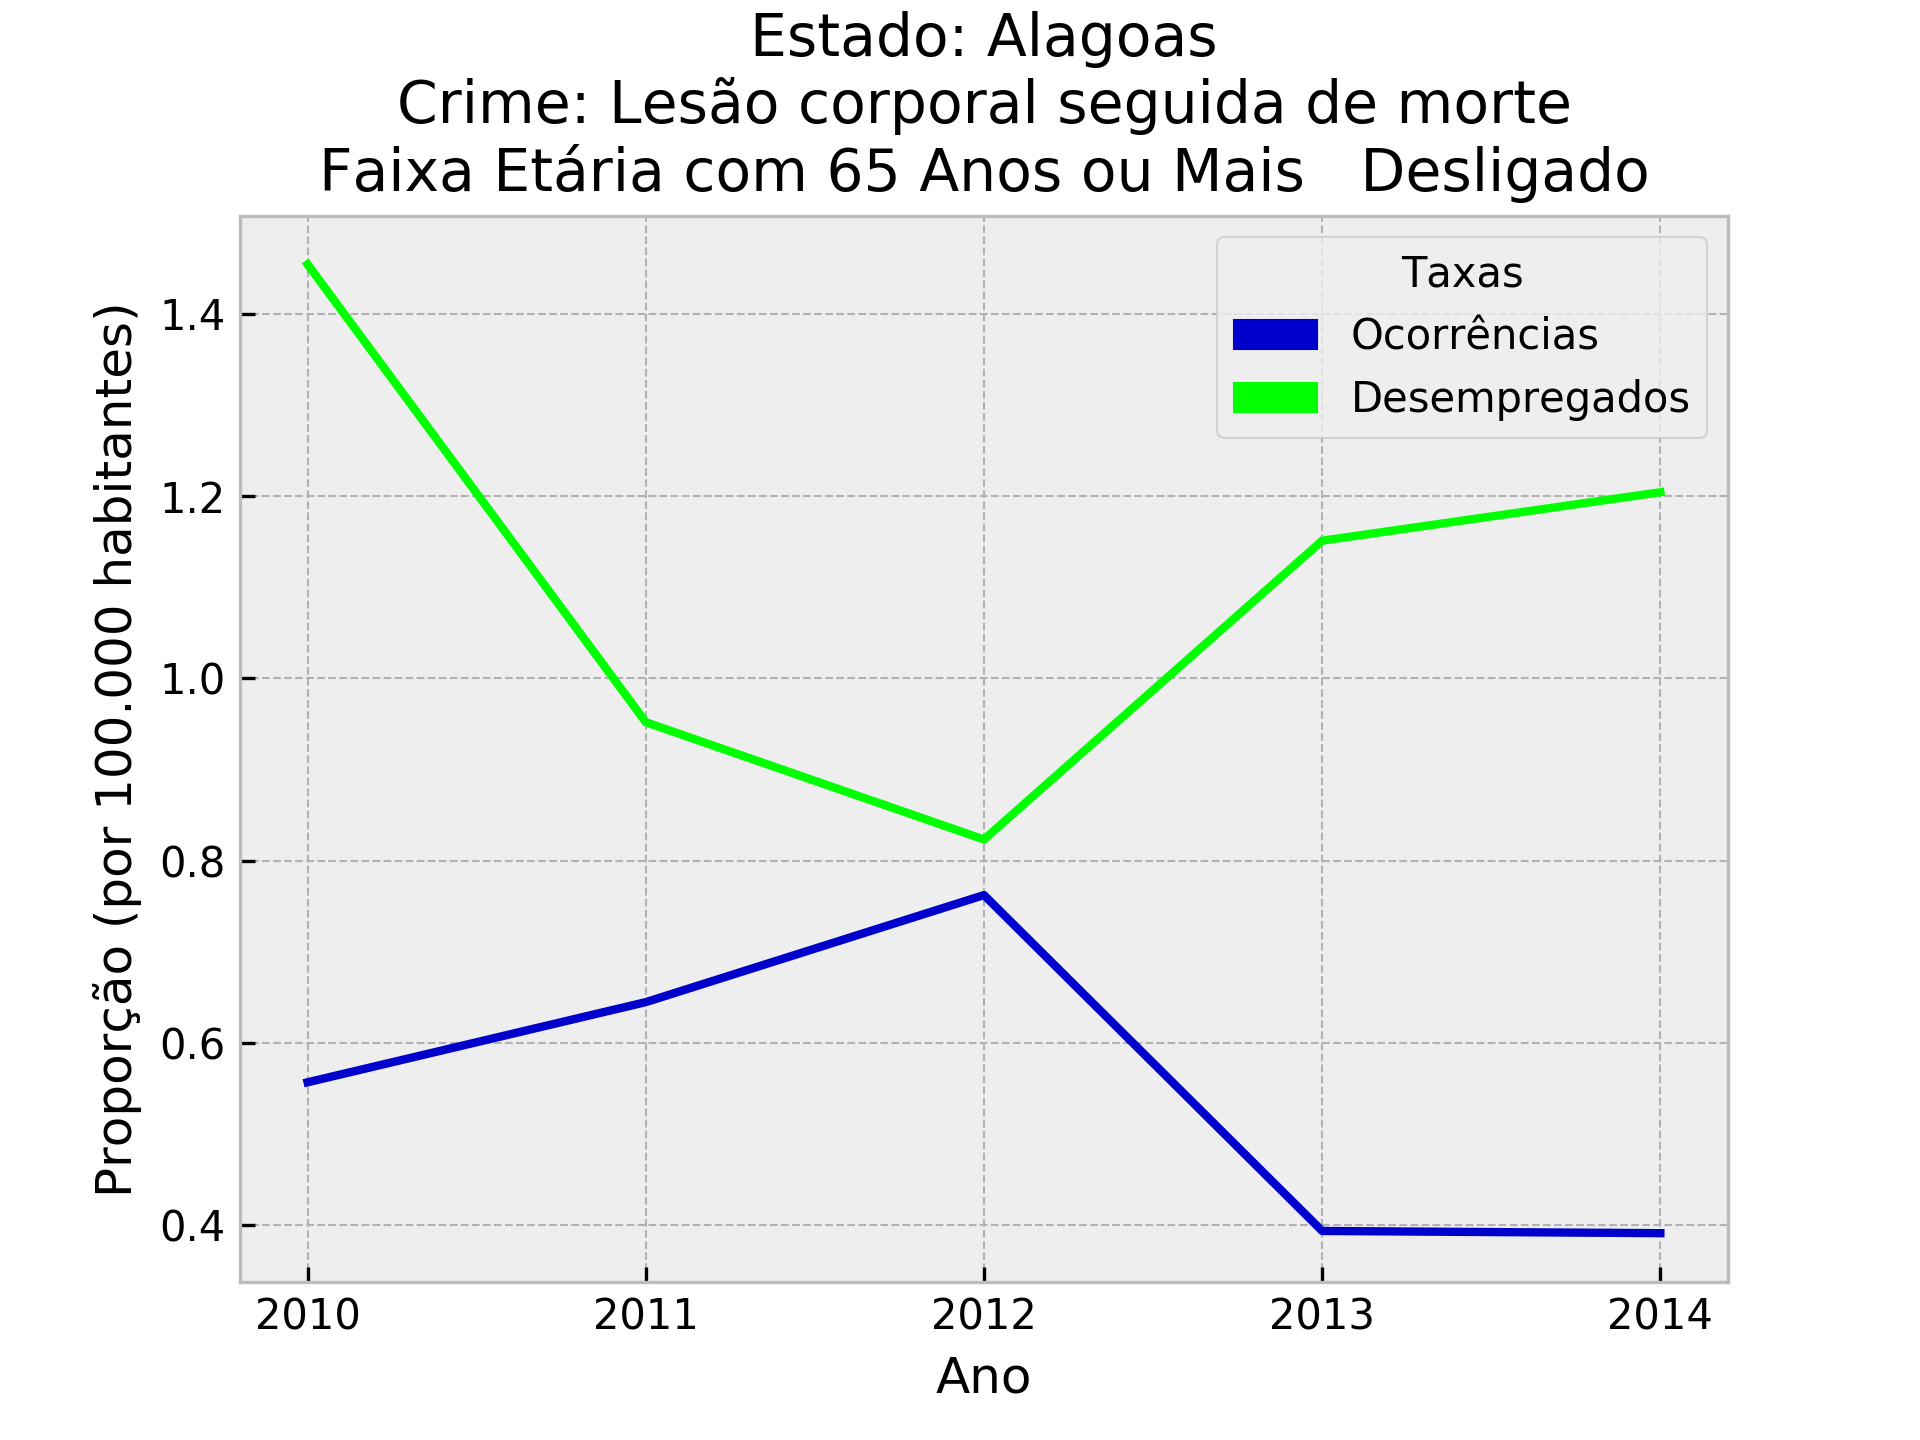 Estado: Alagoas
Crime: Lesão corporal seguida de morte
Faixa Etária com 65 Anos ou Mais   Desligado
Taxas
Ocorrências
Desempregados
Proporção (por 100.000 habitantes)
1.4
1.2
1.0
0.8
0.6
0.4
2010 2011 2012 2013 2014
Ano